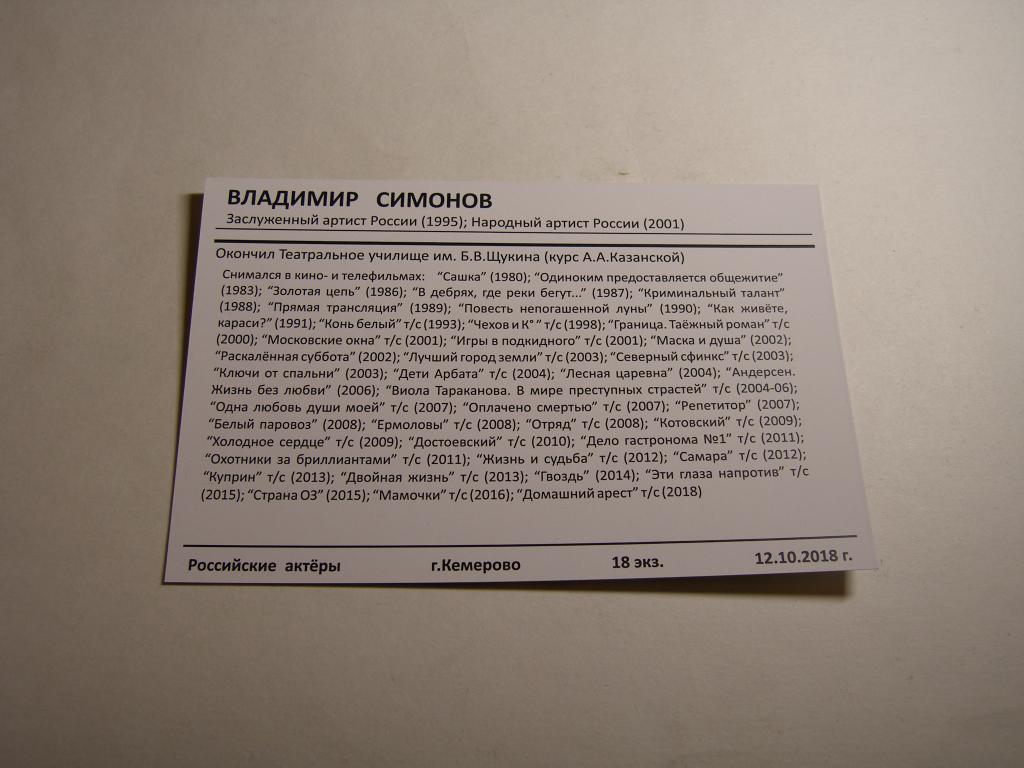 ВЛАДИМИР СИМОНОВ
Заслуженный артист России (1995); Народный артист России (2001)
Окончил Театральное училище им. Б.В.Щукина (курс А.А.Казанской)
Снимался в кино- и телефильмах: “Сашка” (1980); “Одиноким предоставляется общежитие”
(1983); “Золотая цепь” (1986); “В дебрях, где реки бегут...” (1987); “Криминальный талант”
(1988); “Прямая трансляция” (1989); “Повесть непогашенной луны” (1990); “Как живёте,
караси?” (1991); “Конь белый” т/с (1993); “Чехов и К° ” т/с (1998); “Граница. Таёжный роман” т/с
(2000); “Московские окна” т/с (2001); “Игры в подкидного” т/с (2001); “Маска и душа” (2002);
“Раскалённая суббота” (2002); “Лучший город земли” т/с (2003); “Северный сфинкс” т/с (2003);
“Ключи от спальни” (2003); “Дети Арбата” т/с (2004); “Лесная царевна” (2004); “Андерсен.
Жизнь без любви” (2006); “Виола Тараканова. В мире преступных страстей” т/с (2004-06);
“Одна любовь души моей” т/с (2007); “Оплачено смертью” т/с (2007); “Репетитор” (2007);
“Белый паровоз” (2008); “Ермоловы” т/с (2008); “Отряд” т/с (2008); “Котовский” т/с (2009);
“Холодное сердце” т/с (2009); “Достоевский” т/с (2010); “Дело гастронома №1” т/с (2011);
“Охотники за бриллиантами” т/с (2011); “Жизнь и судьба” т/с (2012); “Самара” т/с (2012);
“Куприн” т/с (2013); “Двойная жизнь” т/с (2013); “Гвоздь” (2014); “Эти глаза напротив” т/с
(2015); “Страна ОЗ” (2015); “Мамочки” т/с (2016); “Домашний арест” т/с (2018)
Российские актёры г.Кемерово 18 экз. 12.10.2018 г.